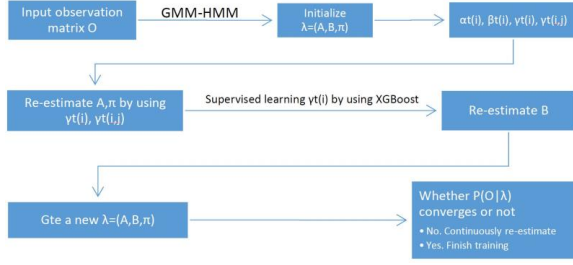 Input observation
matrix O
GMM-HMM
Initialize
λ=(A,B,π)
αt(i), βt(i), γt(i), γt(i,j)
Re-estimate A,π by using
γt(i), γt(i,j)
Supervised learning γt(i) by using XGBoost
Re-estimate B
Gte a new λ=(A,B,π)
Whether P(O|λ)
converges or not
• No. Continuously re-estimate
• Yes. Finish training